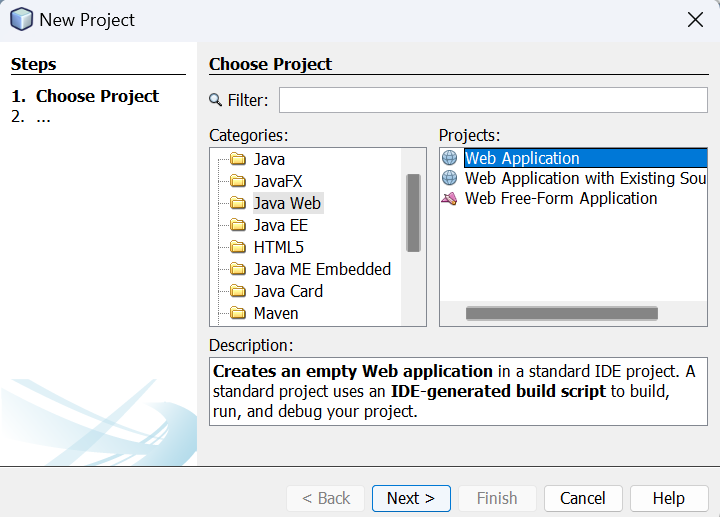 New Project
Steps
1. Choose Project
2. ...
Choose Project
Filter:
Categories:
Java
JavaFX
Java Web
Java EE
HTML5
Java ME Embedded
Java Card
Maven
Projects:
Web Application
Web Application with Existing Sou
Web Free-Form Application
Description:
Creates an empty Web application in a standard IDE project. A
standard project uses an IDE-generated build script to build,
run, and debug your project.
< Back
Next >
Finish
Cancel
Help